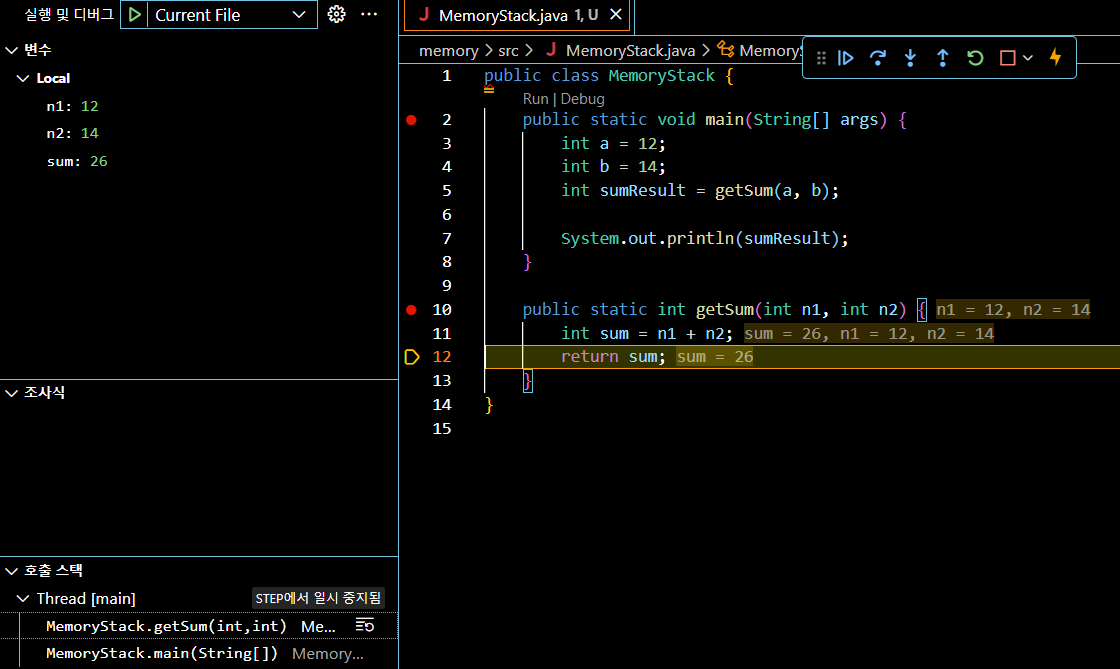 실행 및 디버그 Current File ...
변수
Local
n1: 12
n2: 14
sum: 26
조사식
호출 스택
Thread [main] STEP에서 일시 중지됨
MemoryStack.getSum(int,int) Me...
MemoryStack.main(String[]) Memory...
J MemoryStack.java 1, U
memory > src > J MemoryStack.java > Memory
1 public class MemoryStack {
Run | Debug
2 public static void main(String[] args) {
3 int a = 12;
4 int b = 14;
5 int sumResult = getSum(a, b);
6
7 System.out.println(sumResult);
8 }
9
10 public static int getSum(int n1, int n2) { n1 = 12, n2 = 14
11 int sum = n1 + n2; sum = 26, n1 = 12, n2 = 14
12 return sum; sum = 26
13 }
14 }
15